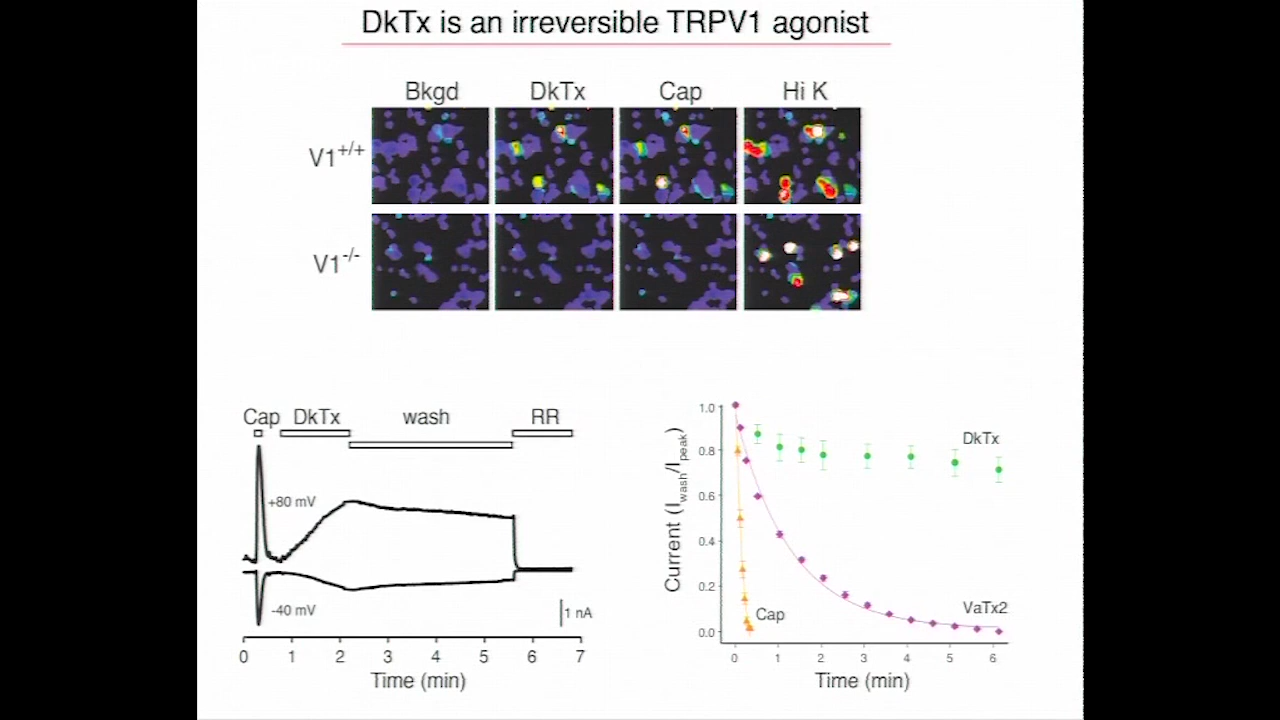 DkTx is an irreversible TRPV1 agonist
Bkgd DkTx Cap Hi K
V1+/+
V1-/-
Cap DkTx wash RR
+80 mV
-40 mV
1 nA
0 1 2 3 4 5 6 7
Time (min)
Current (Iwash/Ipeak)
1.0
0.8
0.6
0.4
0.2
0.0
DkTx
VaTx2
Cap
0 1 2 3 4 5 6
Time (min)